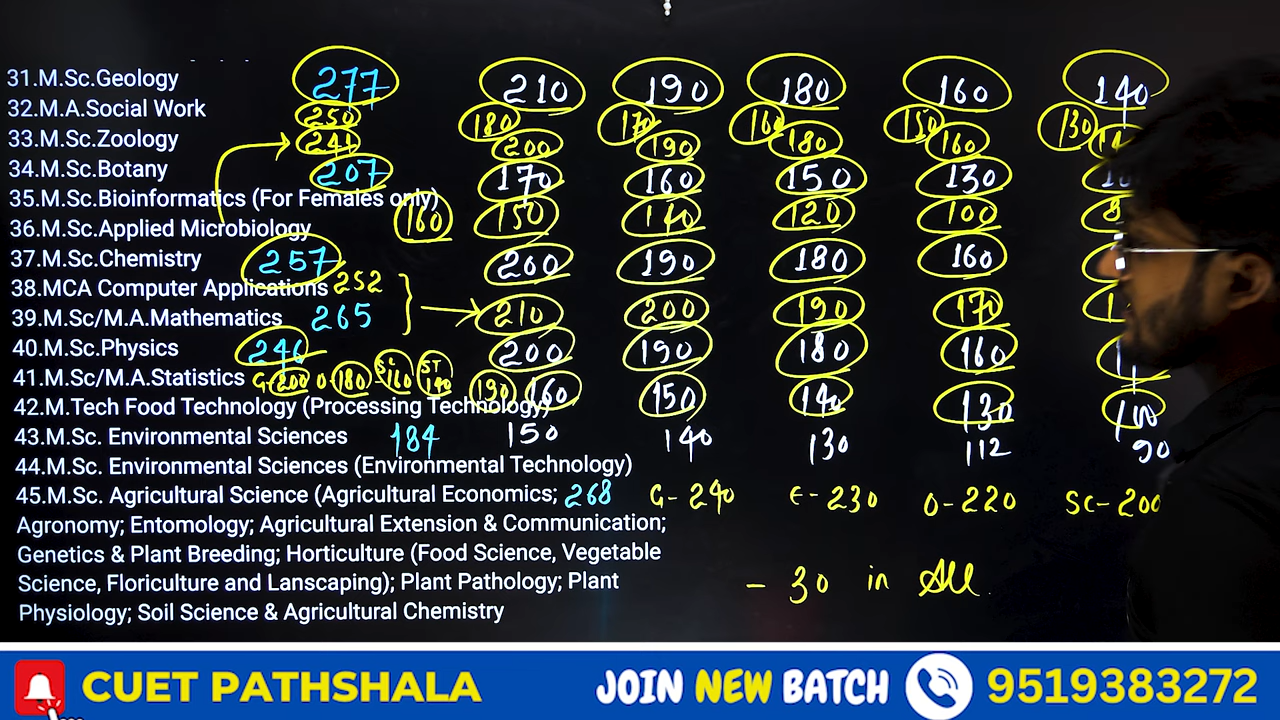 31.M.Sc.Geology 277 210 190 180 160 140
32.M.A.Social Work 250 180 170 160 150 130
33.M.Sc.Zoology 200 190 180 160
34.M.Sc.Botany 207 170 160 150 130
35.M.Sc.Bioinformatics (For Females only)
36.M.Sc.Applied Microbiology 160 150 140 120 100
37.M.Sc.Chemistry 257 200 190 180 160
38.MCA Computer Applications 252
39.M.Sc/M.A.Mathematics 265 210 200 190 170
40.M.Sc.Physics 246 200 190 180 160
41.M.Sc/M.A.Statistics G-200 O 180 -160 ST 140 190 160 150 140 130
42.M.Tech Food Technology (Processing Technology)
43.M.Sc. Environmental Sciences 184 150 140 130 112 90
44.M.Sc. Environmental Sciences (Environmental Technology)
45.M.Sc. Agricultural Science (Agricultural Economics; 268 G-240 E-230 O-220 SC-200
Agronomy; Entomology; Agricultural Extension & Communication;
Genetics & Plant Breeding; Horticulture (Food Science, Vegetable
Science, Floriculture and Lanscaping); Plant Pathology; Plant
Physiology; Soil Science & Agricultural Chemistry
- 30 in All
CUET PATHSHALA JOIN NEW BATCH 9519383272